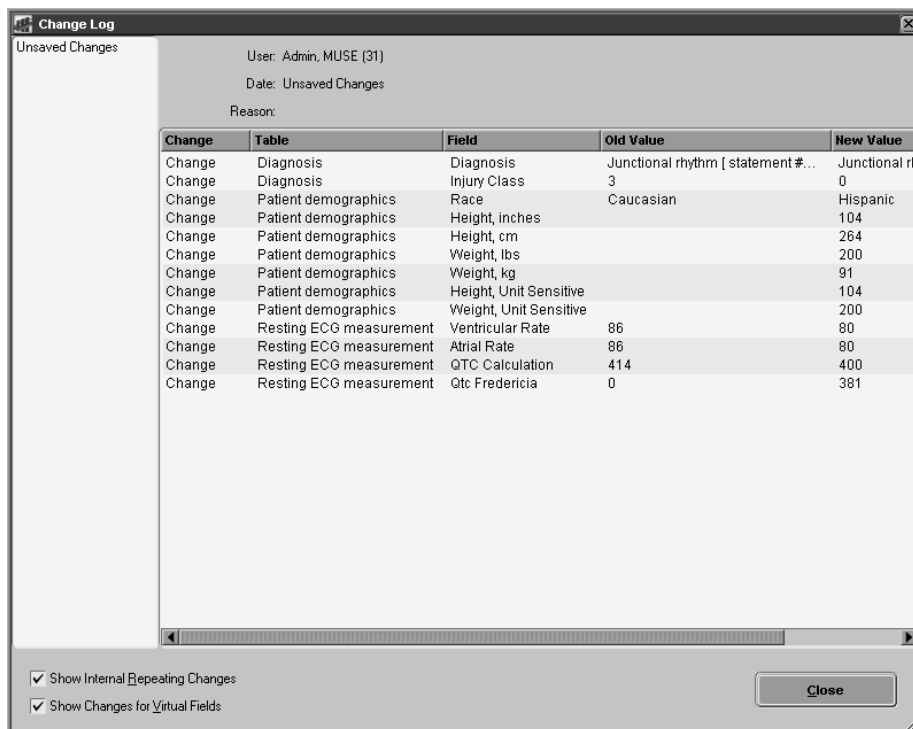 Change Log
Unsaved Changes
User: Admin, MUSE (31)
Date: Unsaved Changes
Reason:
Change Table Field Old Value New Value
Change Diagnosis Diagnosis Junctional rhythm [ statement #... Junctional
Change Diagnosis Injury Class 3 0
Change Patient demographics Race Caucasian Hispanic
Change Patient demographics Height, inches 104
Change Patient demographics Height, cm 264
Change Patient demographics Weight, lbs 200
Change Patient demographics Weight, kg 91
Change Patient demographics Height, Unit Sensitive 104
Change Patient demographics Weight, Unit Sensitive 200
Change Resting ECG measurement Ventricular Rate 86 80
Change Resting ECG measurement Atrial Rate 86 80
Change Resting ECG measurement QTC Calculation 414 400
Change Resting ECG measurement Qtc Fredericia 0 381
Show Internal Repeating Changes
Show Changes for Virtual Fields
Close